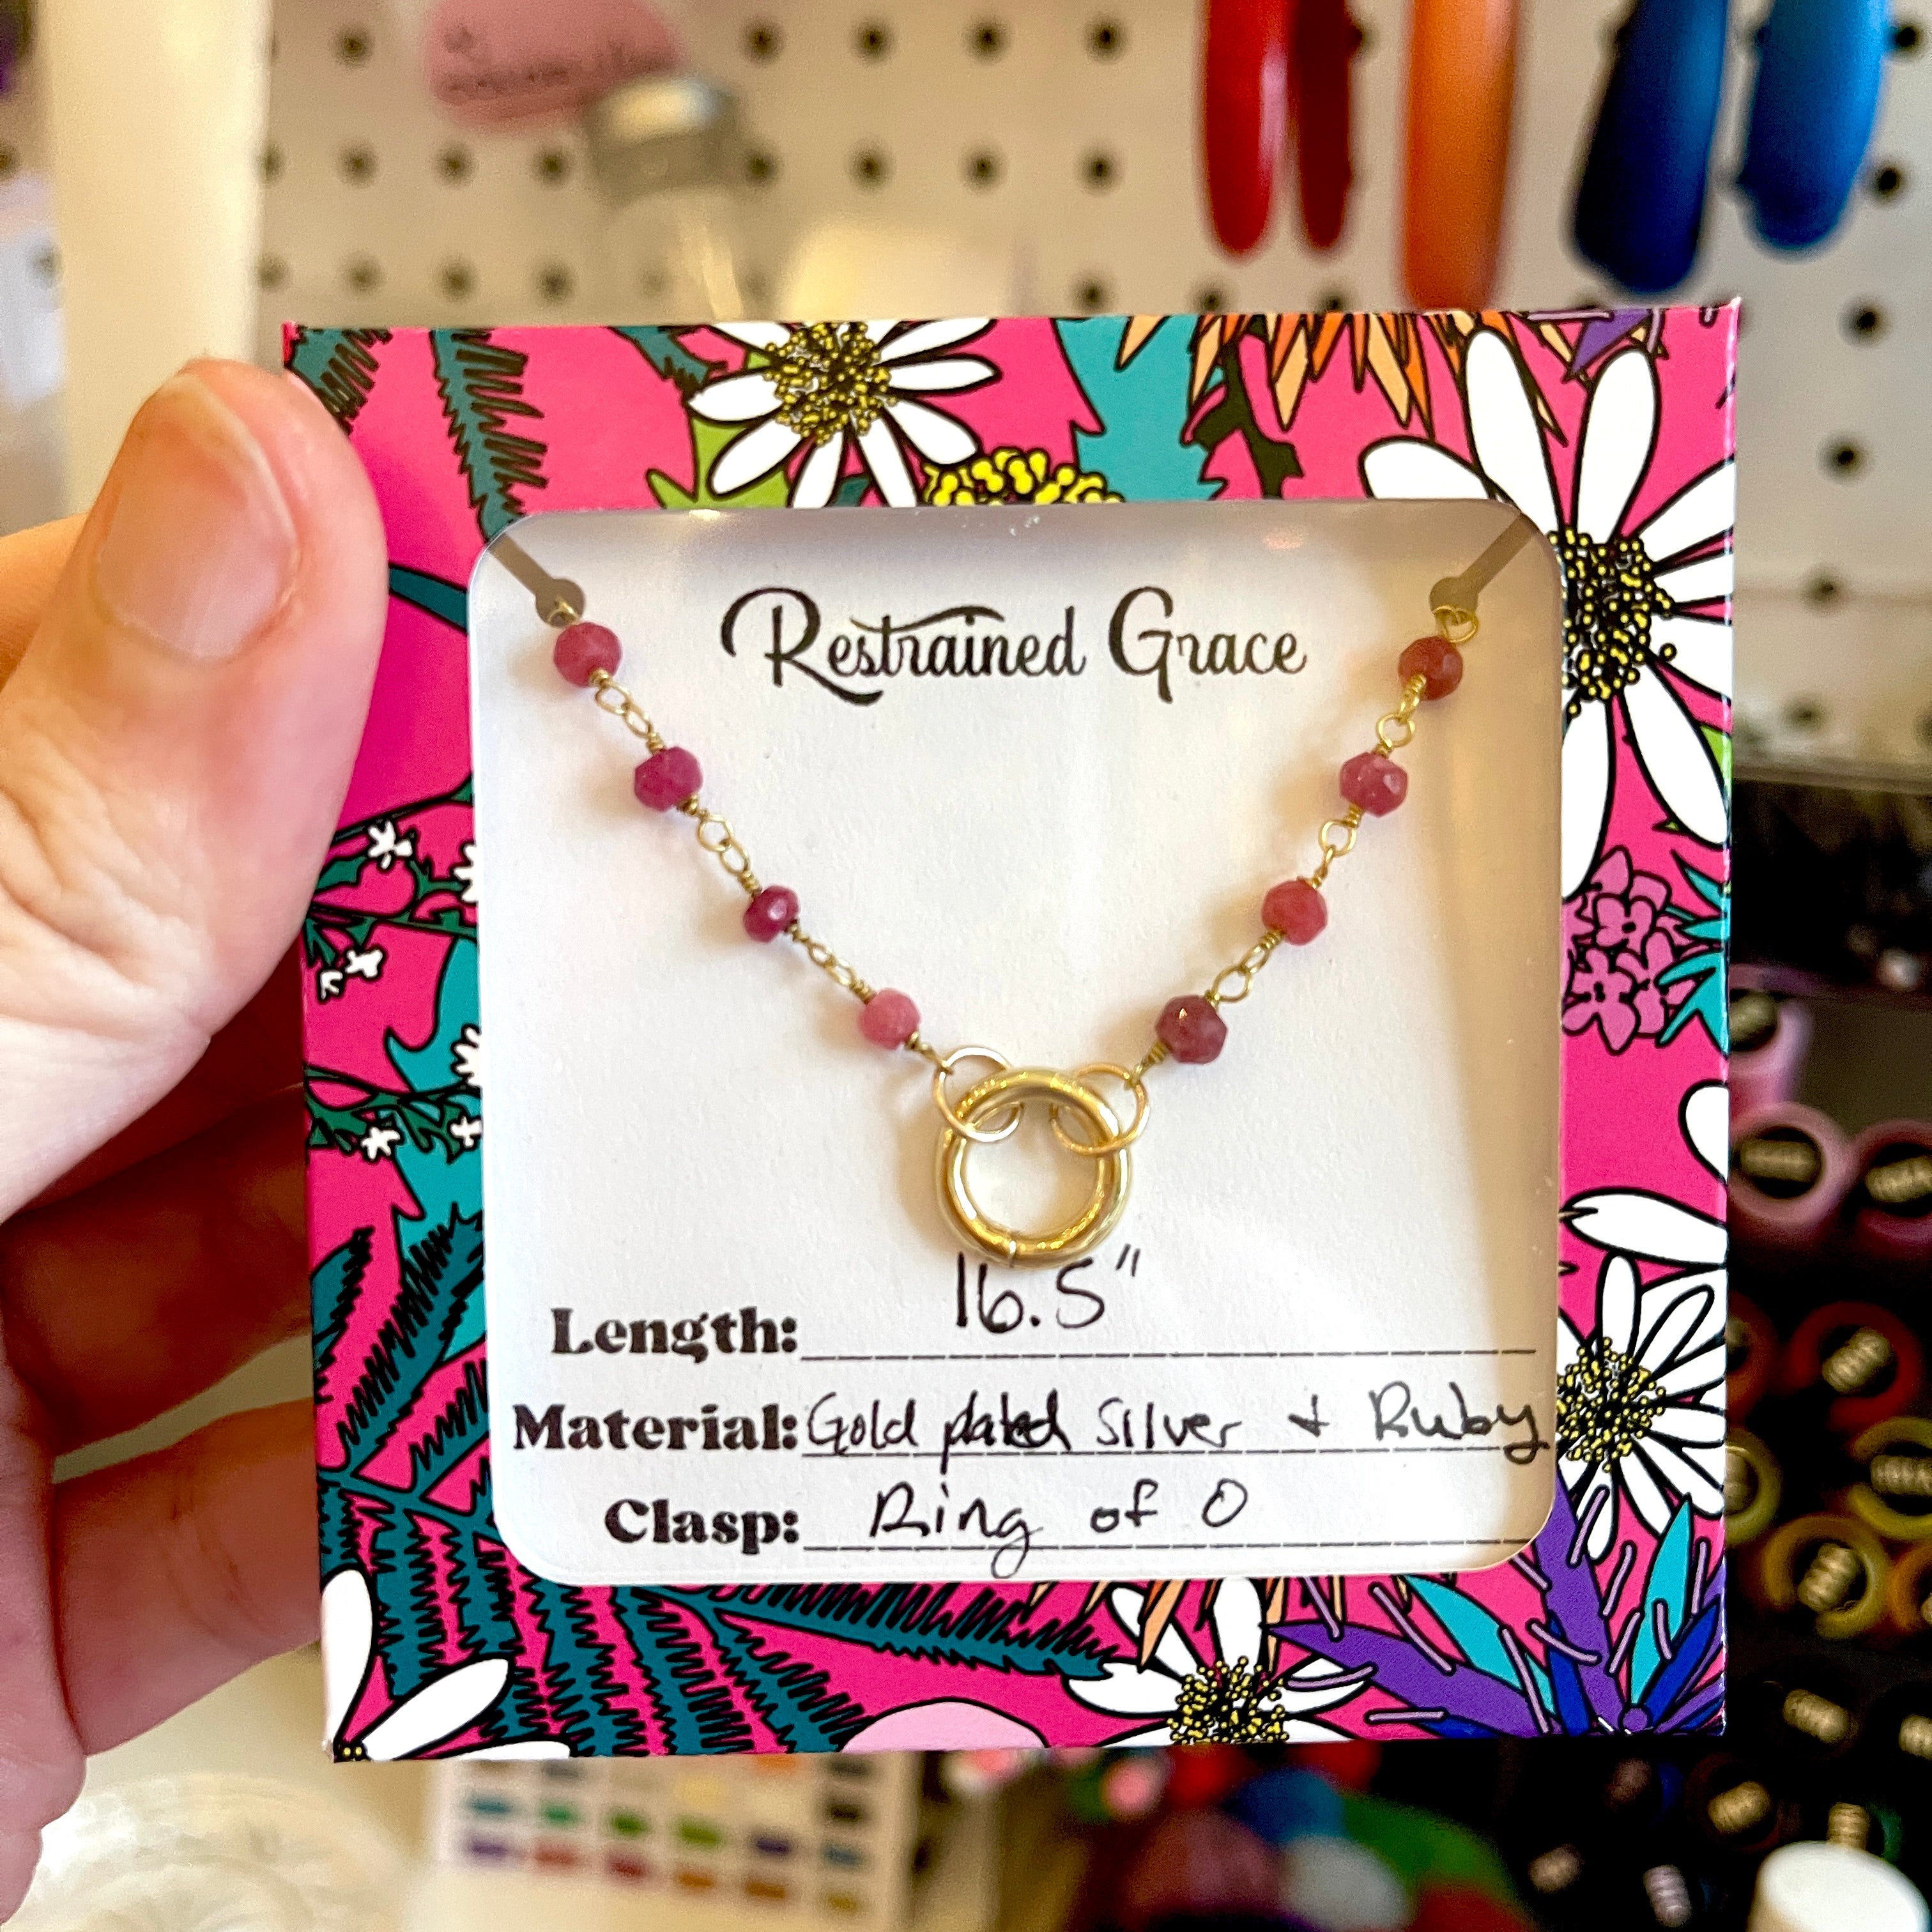 Restrained Grace
Length: 16.5"
Material: Gold plated Silver + Ruby
Clasp: Ring of O